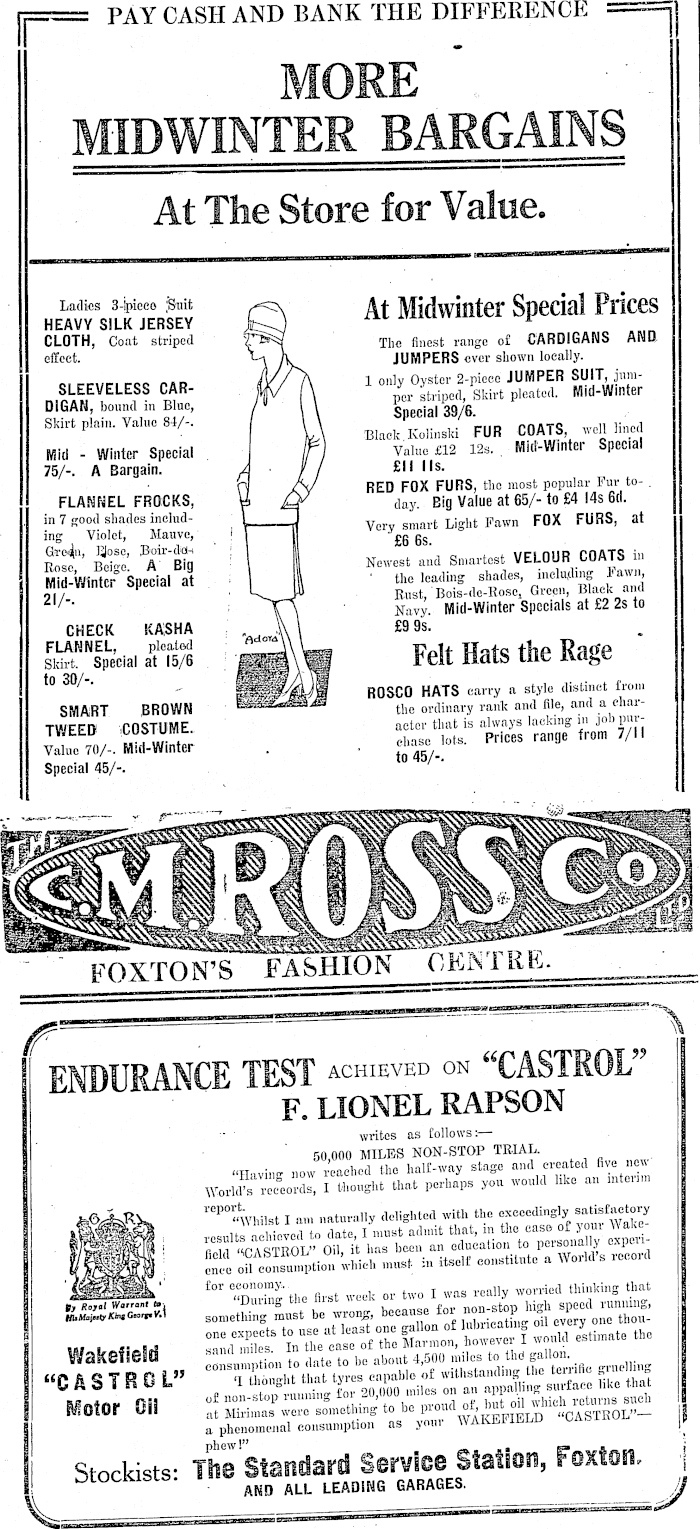 PAY CASH AND BANK THE DIFFERENCE
MORE
MIDWINTER BARGAINS
At The Store for Value.
Ladies 3-piece Suit
HEAVY SILK JERSEY
CLOTH, Coat striped
effect.
SLEEVELESS CAR-
DIGAN, bound in Blue,
Skirt plain. Value 84/-.
Mid - Winter Special
75/-. A Bargain.
FLANNEL FROCKS,
in 7 good shades includ-
ing Violet, Mauve,
Green, Rose, Boir-de-
Rose, Beige. A Big
Mid-Winter Special at
21/-.
CHECK KASHA
FLANNEL, pleated
Skirt. Special at 15/6
to 30/-.
SMART BROWN
TWEED COSTUME.
Value 70/-. Mid-Winter
Special 45/-.
"Adora"
At Midwinter Special Prices
The finest range of CARDIGANS AND
JUMPERS ever shown locally.
1 only Oyster 2-piece JUMPER SUIT, jum-
per striped, Skirt pleated. Mid-Winter
Special 39/6.
Black Kolinski FUR COATS, well lined
Value £12 12s. Mid-Winter Special
£11 11s.
RED FOX FURS, the most popular Fur to-
day. Big Value at 65/- to £4 14s 6d.
Very smart Light Fawn FOX FURS, at
£6 6s.
Newest and Smartest VELOUR COATS in
the leading shades, including Fawn,
Rust, Bois-de-Rose, Green, Black and
Navy. Mid-Winter Specials at £2 2s to
£9 9s.
Felt Hats the Rage
ROSCO HATS carry a style distinct from
the ordinary rank and file, and a char-
acter that is always lacking in job pur-
chase lots. Prices range from 7/11
to 45/-.
THE
C.M. ROSS Co
LTD
FOXTON'S FASHION CENTRE.
ENDURANCE TEST ACHIEVED ON "CASTROL"
F. LIONEL RAPSON
writes as follows:—
50,000 MILES NON-STOP TRIAL.
"Having now reached the half-way stage and created five new
World's receords, I thought that perhaps you would like an interim
report.
"Whilst I am naturally delighted with the exceedingly satisfactory
results achieved to date, I must admit that, in the case of your Wake-
field "CASTROL" Oil, it has been an education to personally experi-
ence oil consumption which must in itself constitute a World's record
for economy.
"During the first week or two I was really worried thinking that
something must be wrong, because for non-stop high speed running,
one expects to use at least one gallon of lubricating oil every one thou-
sand miles. In the case of the Marmon, however I would estimate the
consumption to date to be about 4,500 miles to the gallon.
"I thought that tyres capable of withstanding the terrific gruelling
of non-stop running for 20,000 miles on an appalling surface like that
at Mirimas were something to be proud of, but oil which returns such
a phenomenal consumption as your WAKEFIELD "CASTROL"—
phew!"
G R
By Royal Warrant to
His Majesty King George V.
Wakefield
"CASTROL"
Motor Oil
Stockists: The Standard Service Station, Foxton.
AND ALL LEADING GARAGES.